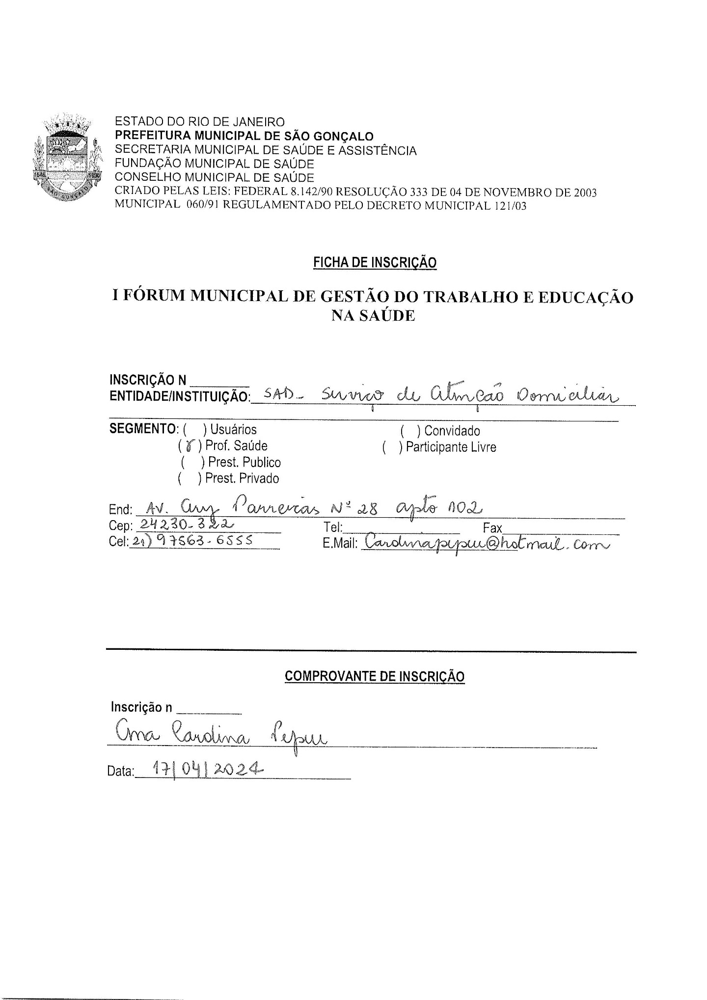 ESTADO DO RIO DE JANEIRO
PREFEITURA MUNICIPAL DE SÃO GONÇALO
SECRETARIA MUNICIPAL DE SAÚDE E ASSISTÊNCIA
FUNDAÇÃO MUNICIPAL DE SAÚDE
CONSELHO MUNICIPAL DE SAÚDE
CRIADO PELAS LEIS: FEDERAL 8.142/90 RESOLUÇÃO 333 DE 04 DE NOVEMBRO DE 2003
MUNICIPAL 060/91 REGULAMENTADO PELO DECRETO MUNICIPAL 121/03
FICHA DE INSCRIÇÃO
I FÓRUM MUNICIPAL DE GESTÃO DO TRABALHO E EDUCAÇÃO
NA SAÚDE
INSCRIÇÃO N
ENTIDADE/INSTITUIÇÃO: SAD- Serviço de Atenção Domiciliar
SEGMENTO: ( ) Usuários ( ) Convidado
(X) Prof. Saúde ( ) Participante Livre
( ) Prest. Publico
( ) Prest. Privado
End: AV. Ary Parreiras Nº 28 apto 102
Cep: 24230-322 Tel: Fax
Cel: 21) 97563-6555 E.Mail: Carolinapepeu@hotmail.com
COMPROVANTE DE INSCRIÇÃO
Inscrição n
Ana Carolina Pepeu
Data: 17/04/2024